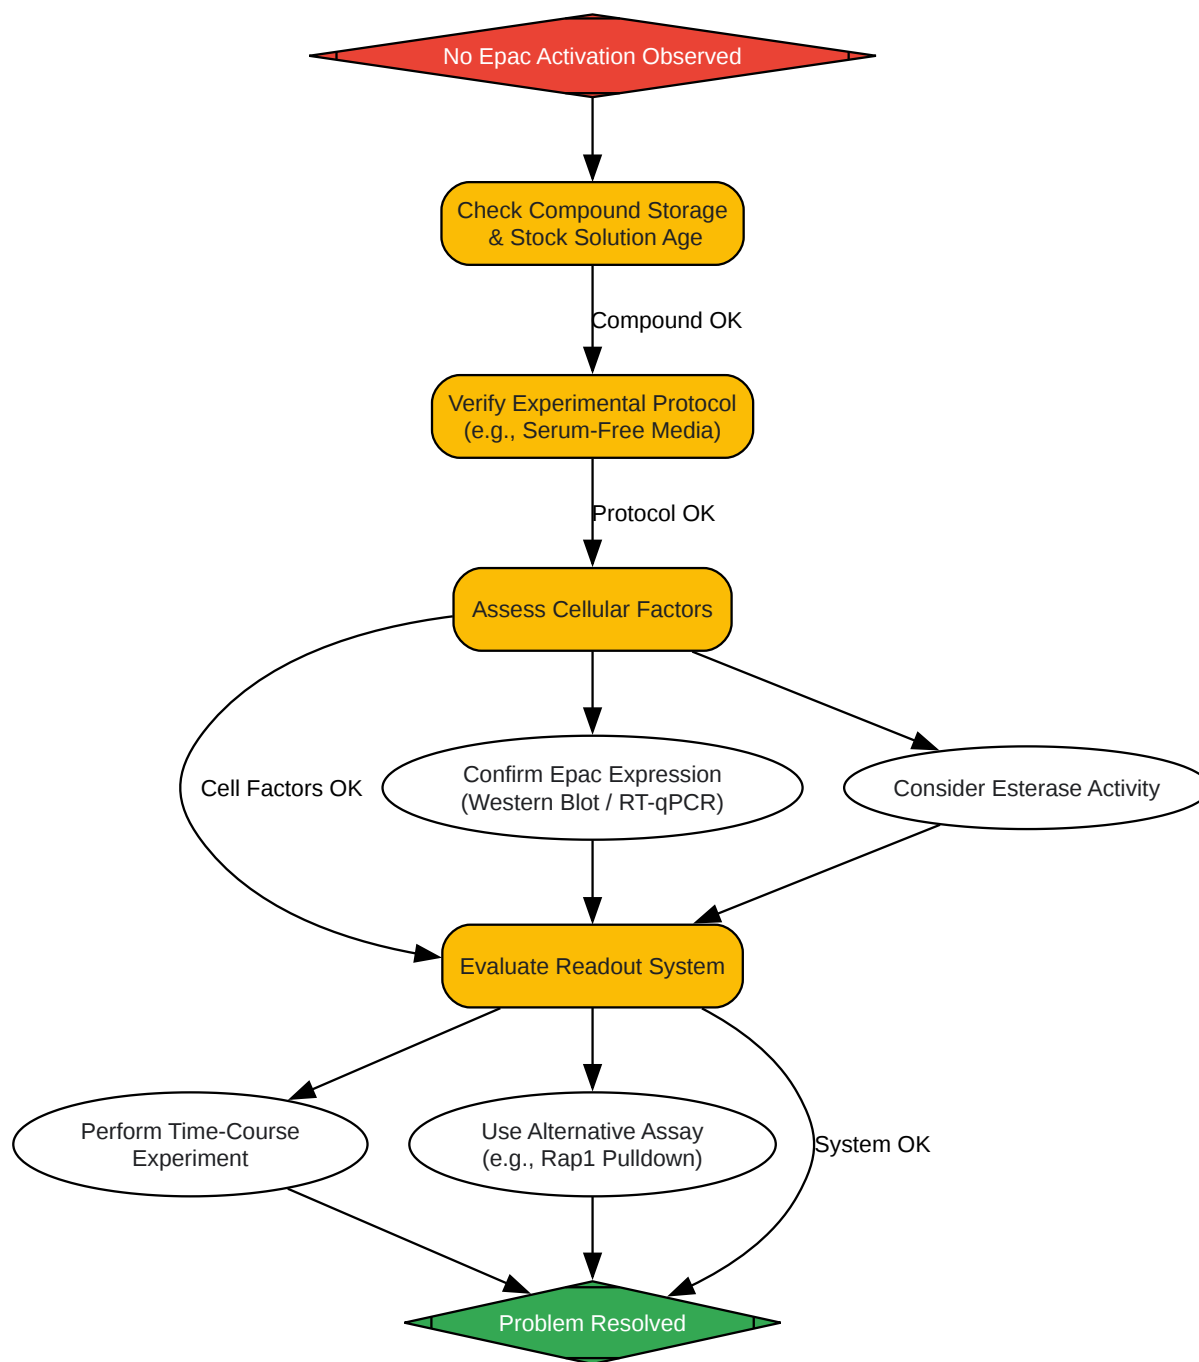 No Epac Activation Observed
Check Compound Storage
& Stock Solution Age
Compound OK
Verify Experimental Protocol
(e.g., Serum-Free Media)
Protocol OK
Assess Cellular Factors
Cell Factors OK
Confirm Epac Expression
(Western Blot / RT-qPCR)
Consider Esterase Activity
Evaluate Readout System
Perform Time-Course
Experiment
Use Alternative Assay
(e.g., Rap1 Pulldown)
System OK
Problem Resolved